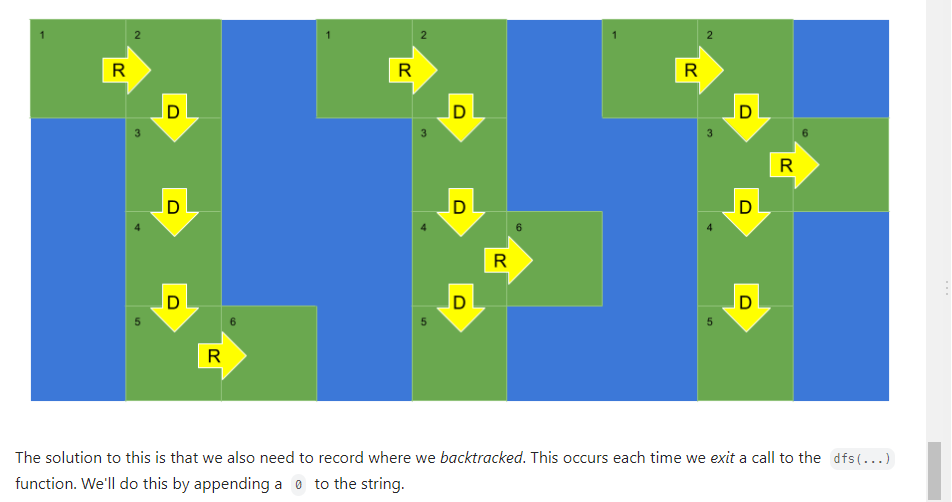 1 2 1 2 1 2
R R R
D D D
3 3 3 6
R
D D D
4 4 6 4
R
D D D
5 6 5 5
R
The solution to this is that we also need to record where we backtracked. This occurs each time we exit a call to the dfs(...)
function. We'll do this by appending a 0 to the string.